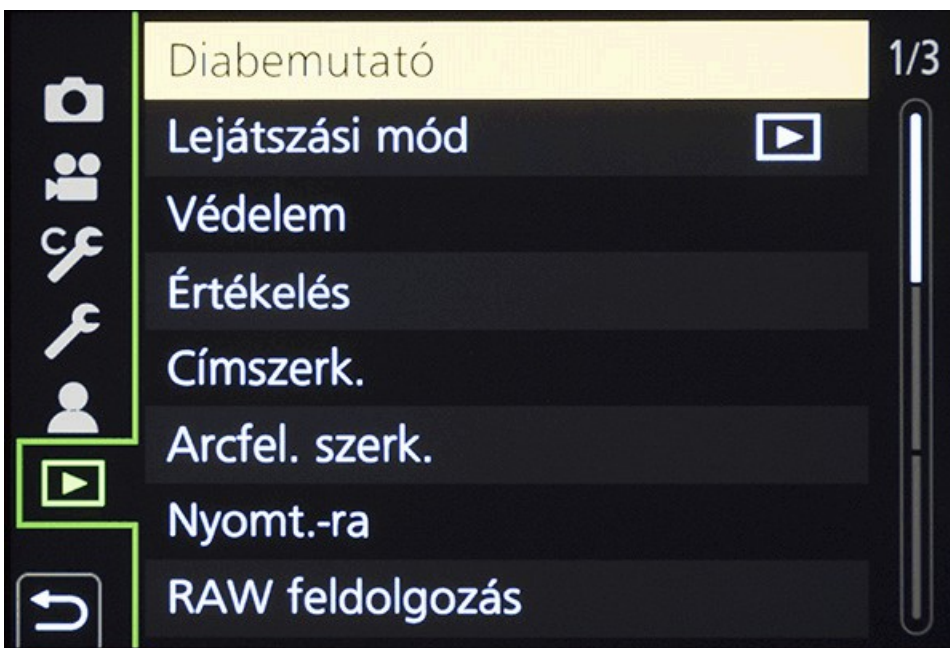 Diabemutató
1/3
Lejátszási mód
Védelem
C
Értékelés
Címszerk.
Arcfel. szerk.
Nyomt.-ra
RAW feldolgozás